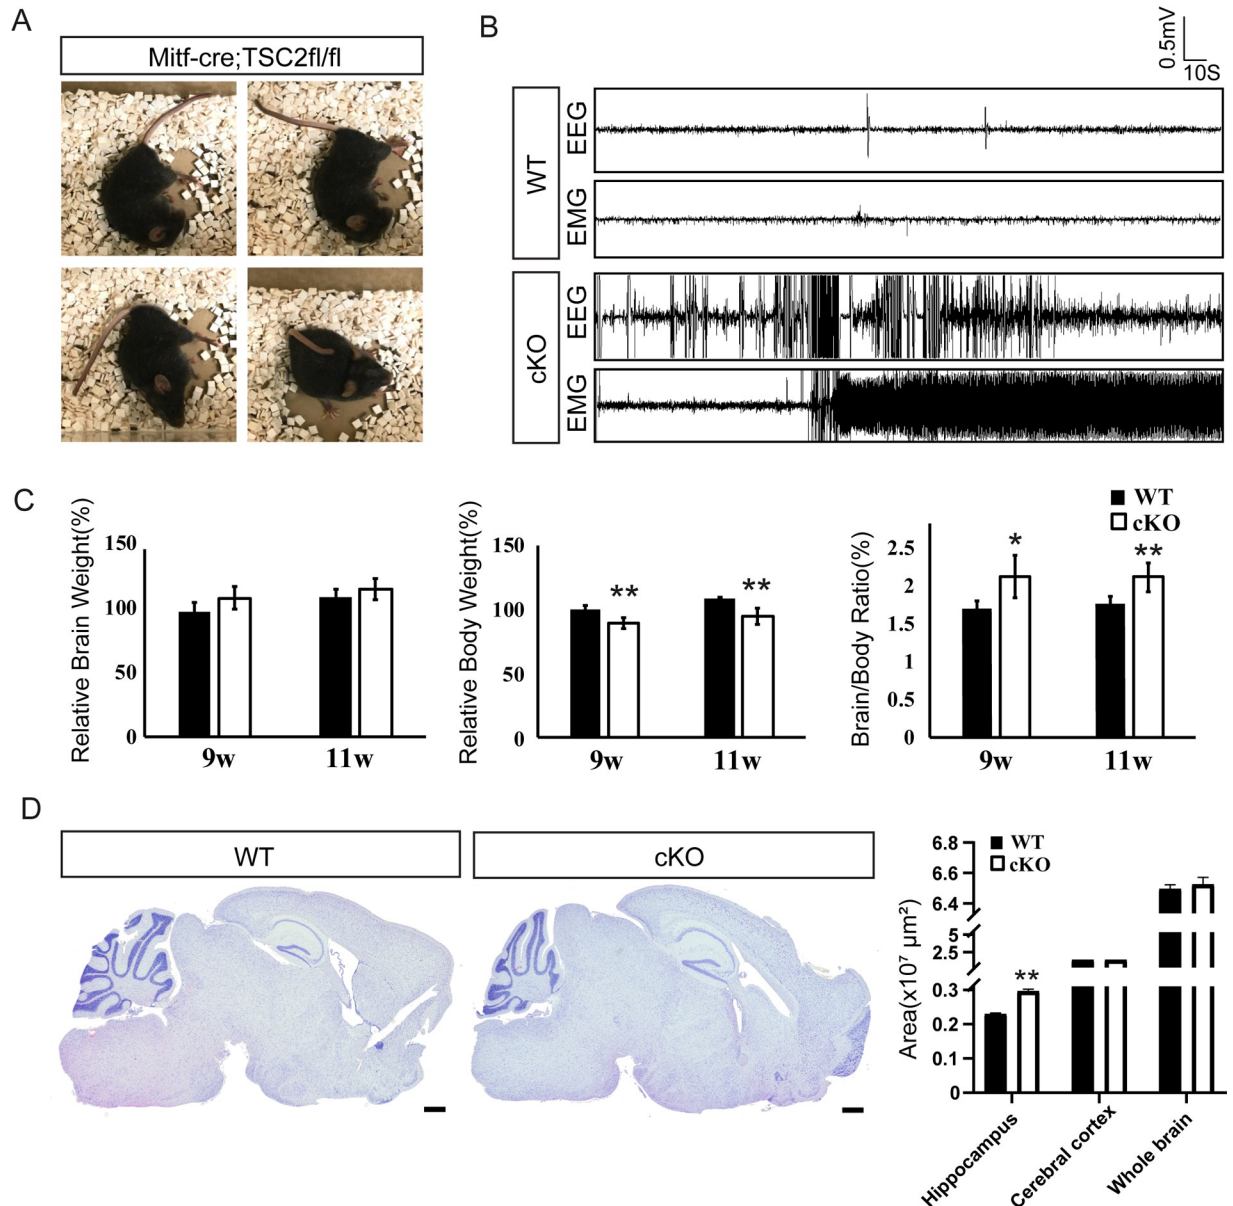 A
Mitf-cre;TSC2fl/fl
B
0.5mV
10S
WT
EEG
EMG
cKO
EEG
EMG
C
Relative Brain Weight(%)
150
100
50
0
9w
11w
Relative Body Weight(%)
150
100
50
0
**
**
9w
11w
WT
cKO
Brain/Body Ratio(%)
2.5
2
1.5
1
0.5
0
*
**
9w
11w
D
WT
cKO
WT
cKO
Area(x10⁷ µm²)
6.8
6.6
6.4
5
2.5
0.3
0.2
0.1
0
**
Hippocampus
Cerebral cortex
Whole brain